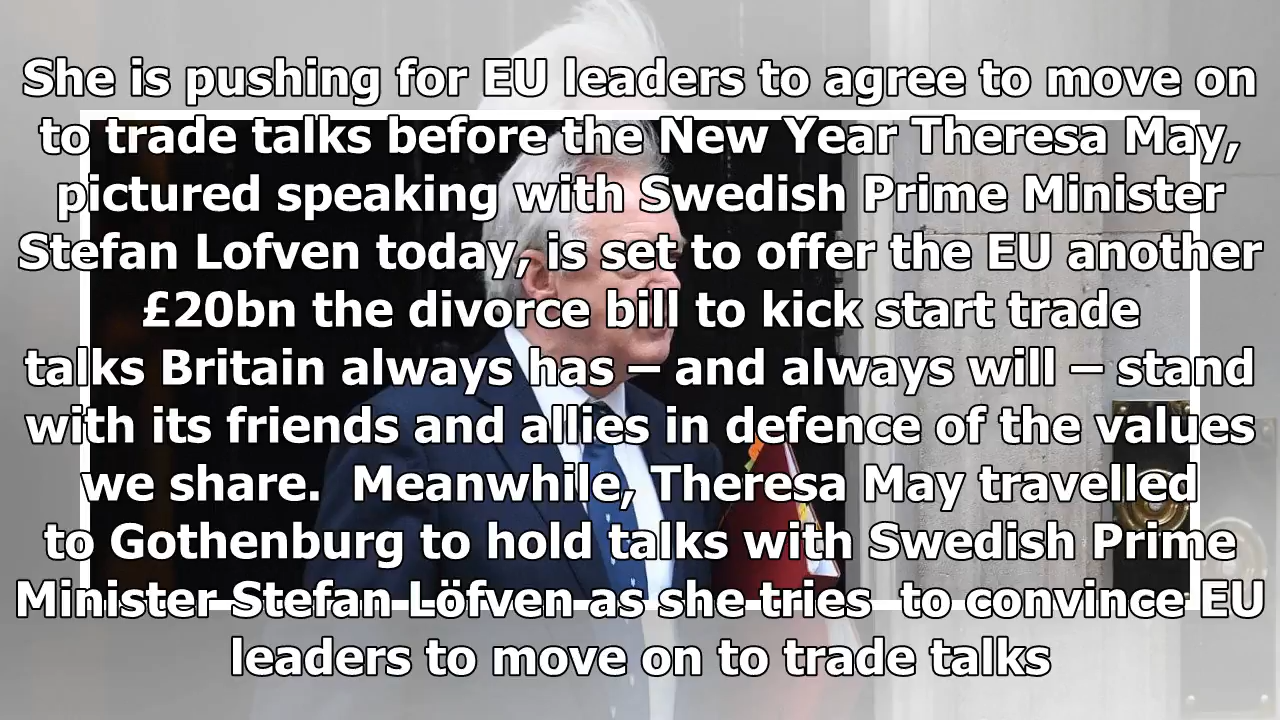 She is pushing for EU leaders to agree to move on
to trade talks before the New Year Theresa May,
pictured speaking with Swedish Prime Minister
Stefan Lofven today, is set to offer the EU another
£20bn the divorce bill to kick start trade
talks Britain always has – and always will – stand
with its friends and allies in defence of the values
we share.  Meanwhile, Theresa May travelled
to Gothenburg to hold talks with Swedish Prime
Minister Stefan Löfven as she tries  to convince EU
leaders to move on to trade talks